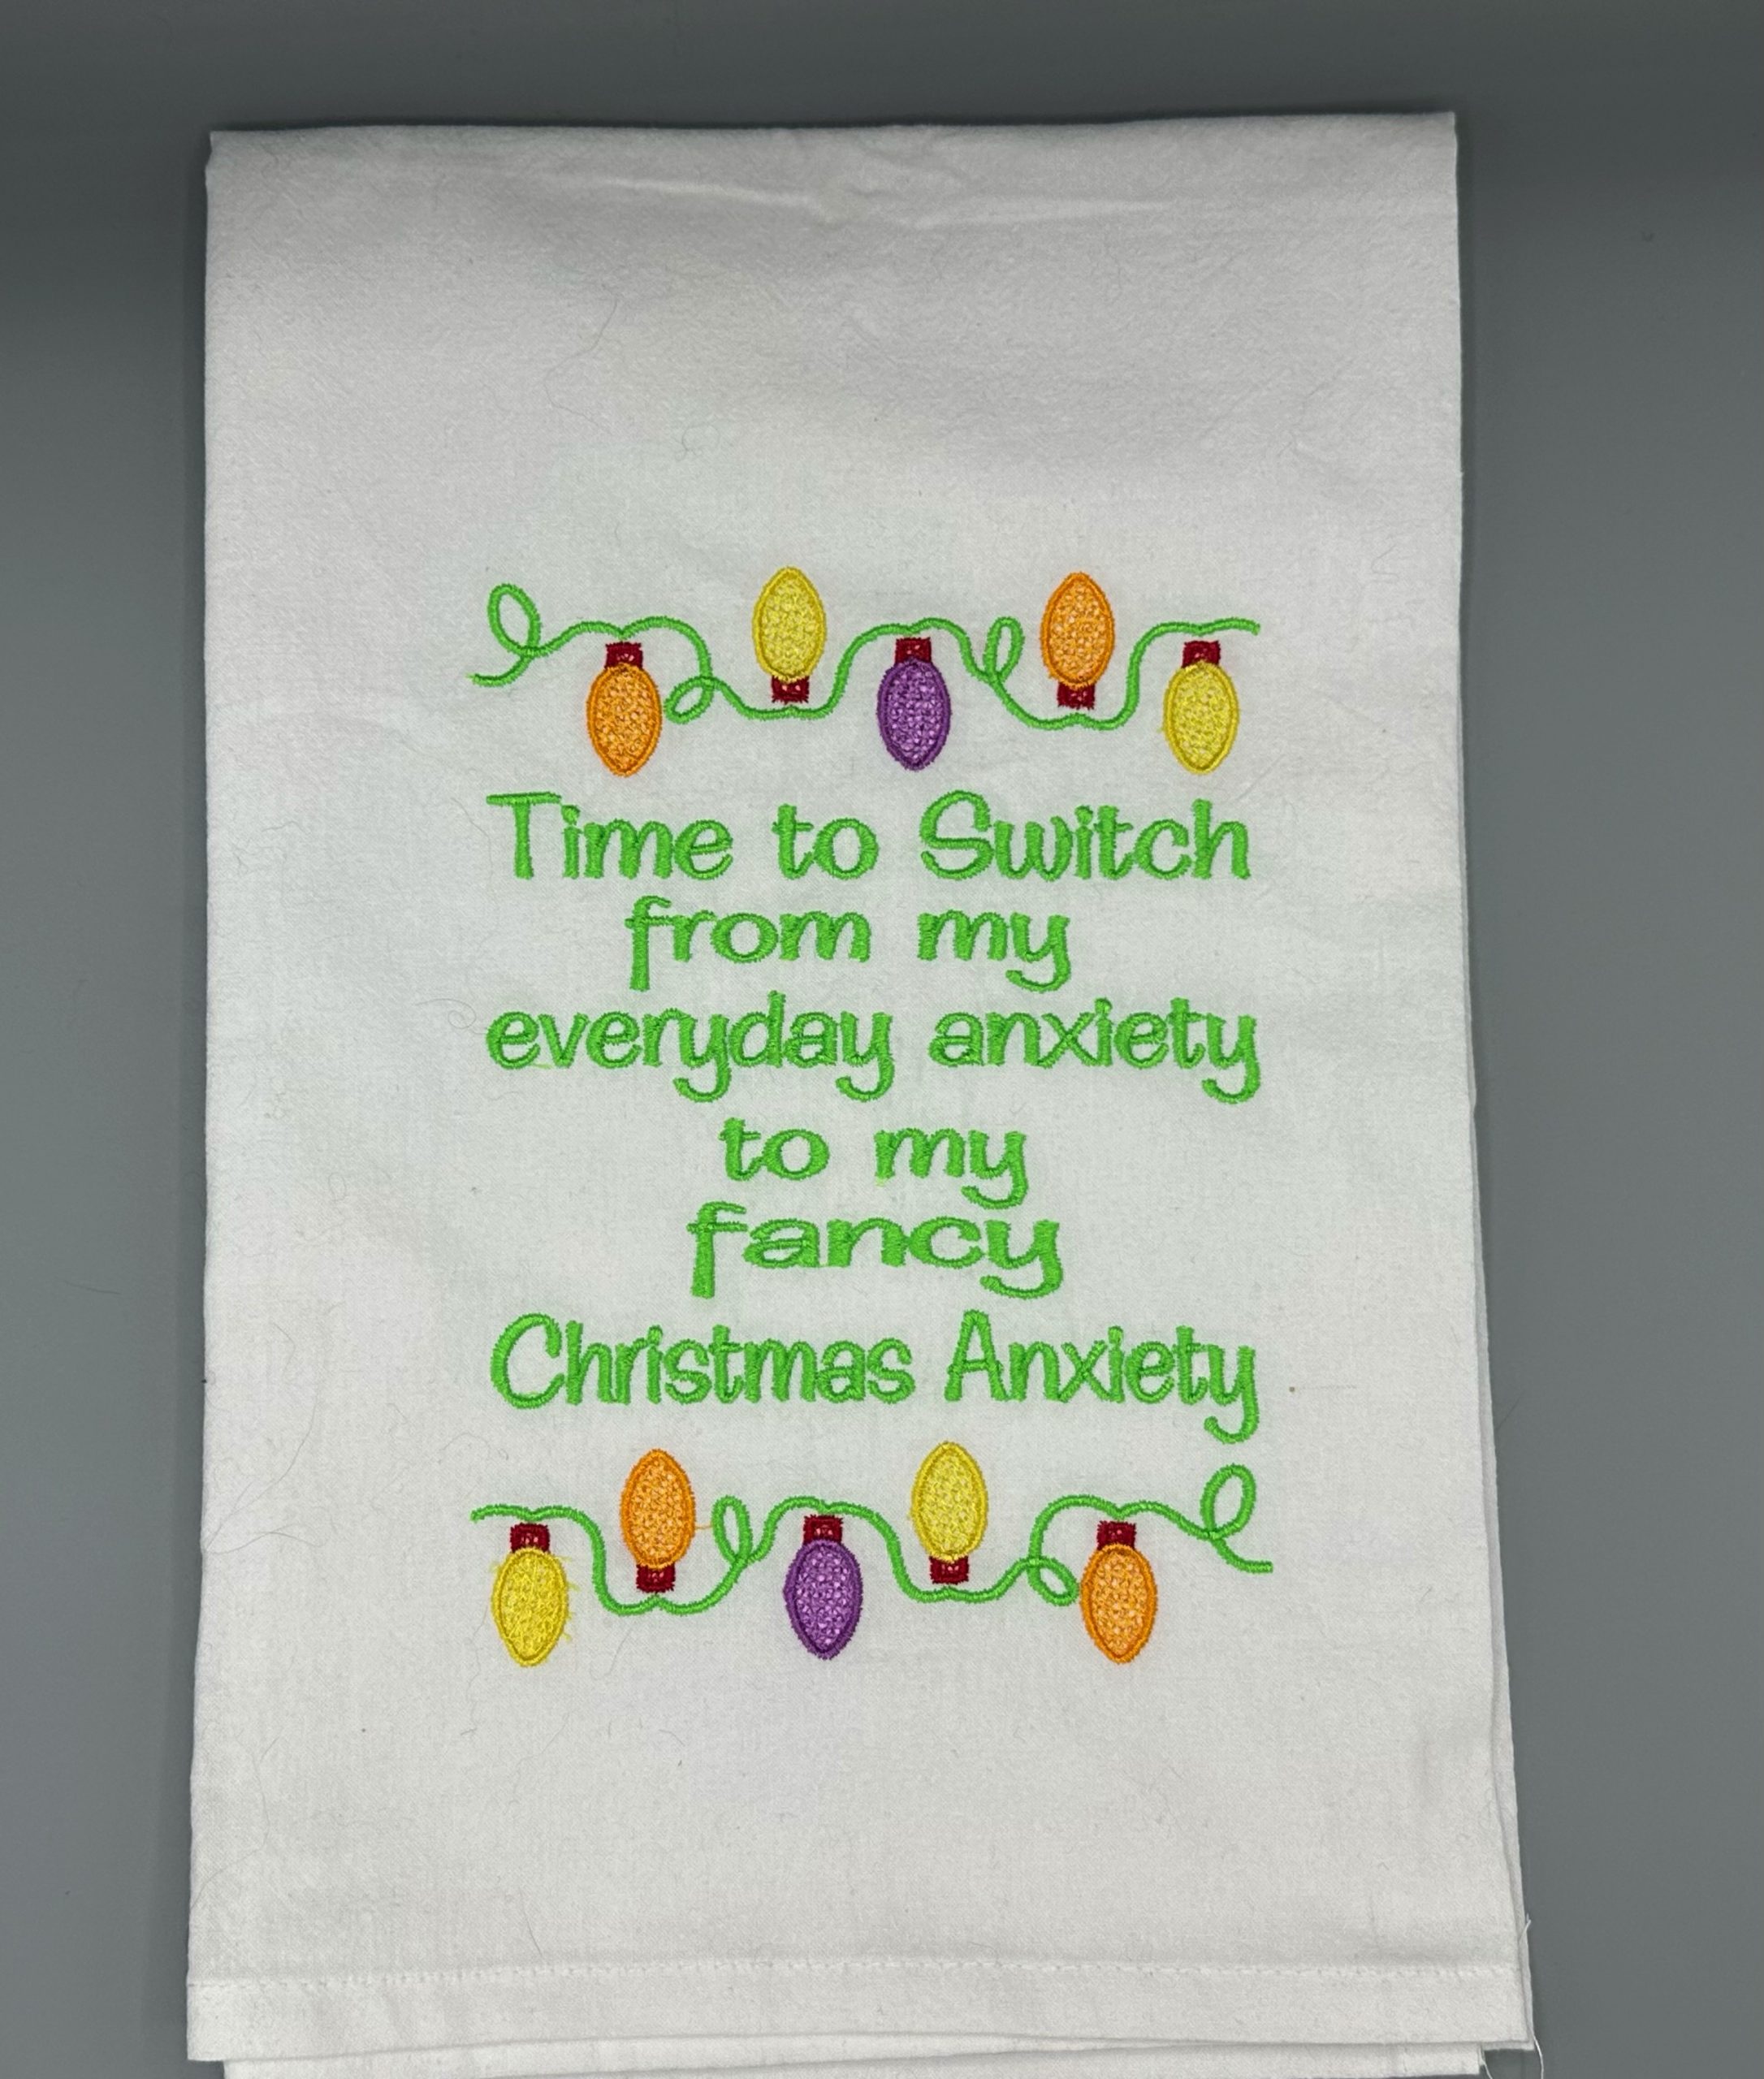 Time to Switch
from my
everyday anxiety
to my
fancy
Christmas Anxiety